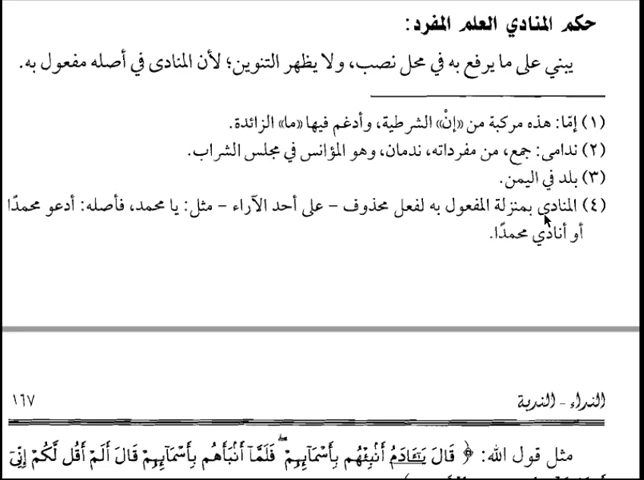 حكم المنادي العلم المفرد:
يبني على ما يرفع به في محل نصب، ولا يظهر التنوين؛ لأن المنادى في أصله مفعول به.
(١) إمّا: هذه مركبة من «إنْ» الشرطية، وأدغم فيها «ما» الزائدة.
(٢) ندامى: جمع، من مفرداته، ندمان، وهو المؤانس في مجلس الشراب.
(٣) بلد في اليمن.
(٤) المنادي بمنزلة المفعول به لفعل محذوف - على أحد الآراء - مثل: يا محمد، فأصله: أدعو محمدًا
أو أنادي محمدًا.
النداء - الندبة ١٦٧
مثل قول الله: ﴿ قَالَ يَٰٓـَٔادَمُ أَنۢبِئْهُم بِأَسْمَآئِهِمْ ۖ فَلَمَّآ أَنۢبَأَهُم بِأَسْمَآئِهِمْ قَالَ أَلَمْ أَقُل لَّكُمْ إِنِّىٓ